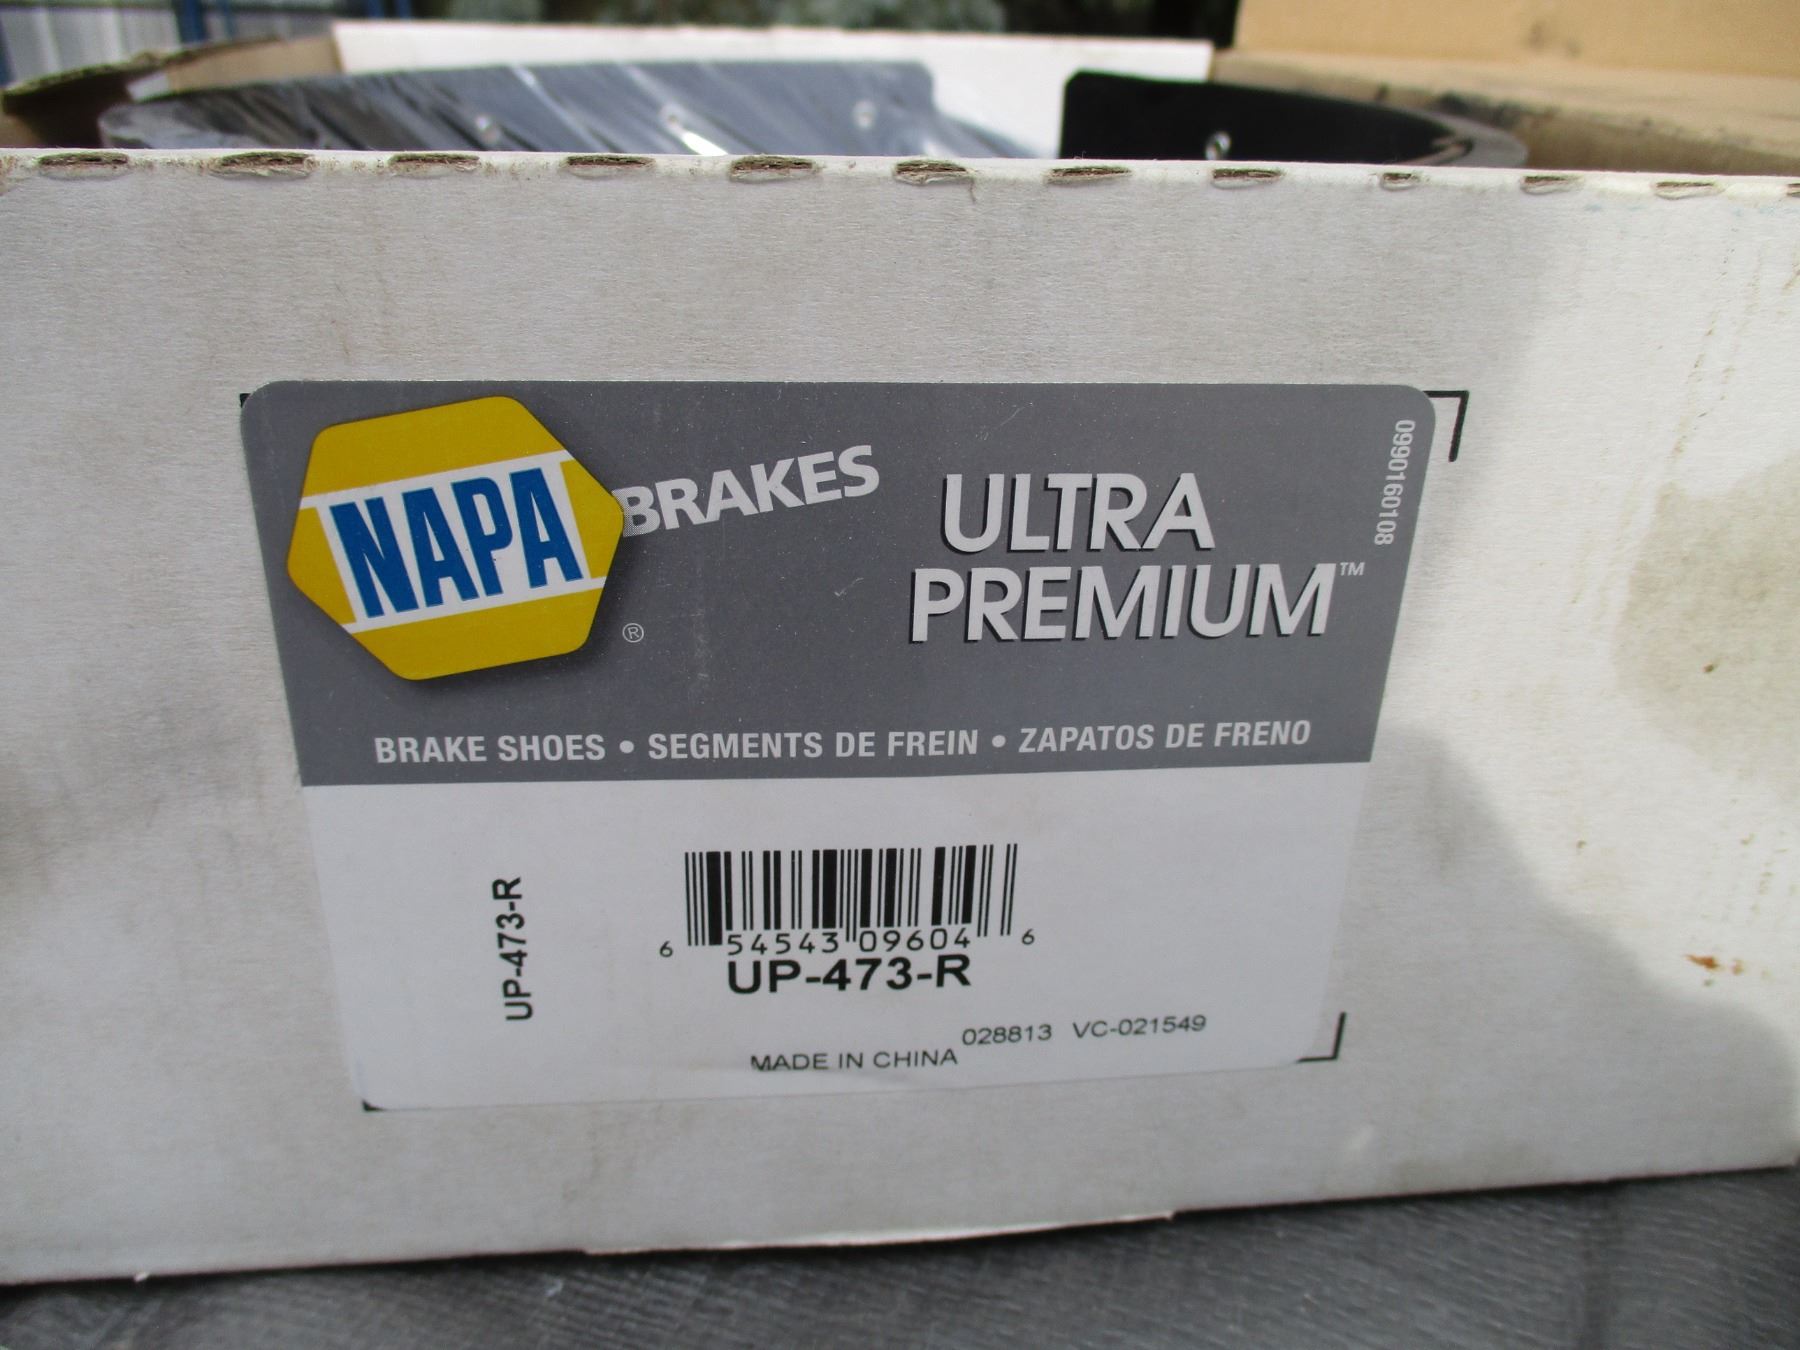 NAPA BRAKES
®
ULTRA
PREMIUM™
0990160108
BRAKE SHOES • SEGMENTS DE FREIN • ZAPATOS DE FRENO
UP-473-R
6 54543 09604 6
UP-473-R
028813 VC-021549
MADE IN CHINA